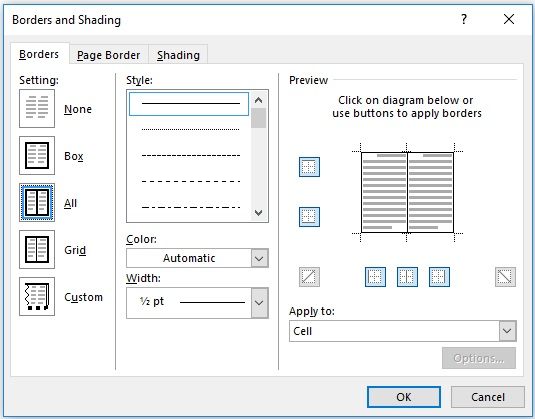 Borders and Shading
Borders Page Border Shading
Setting:
None
Box
All
Grid
Custom
Style:
Color:
Automatic
Width:
½ pt
Preview
Click on diagram below or
use buttons to apply borders
Apply to:
Cell
Options...
OK Cancel